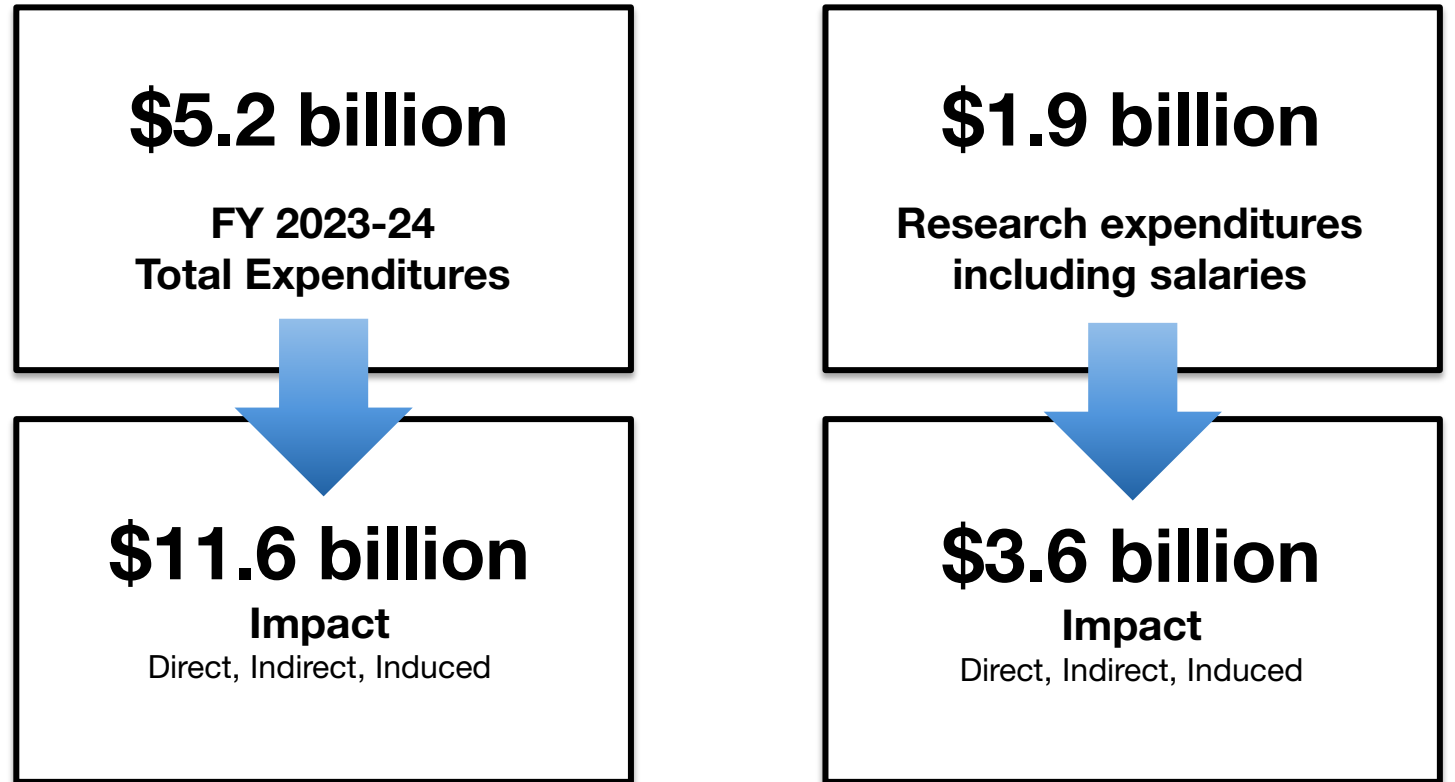 $5.2 billion
FY 2023-24
Total Expenditures
$11.6 billion
Impact
Direct, Indirect, Induced
$1.9 billion
Research expenditures
including salaries
$3.6 billion
Impact
Direct, Indirect, Induced